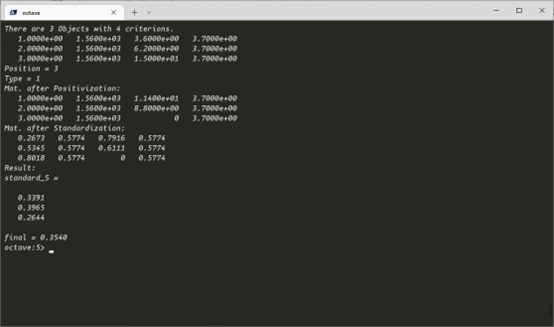 octave
There are 3 Objects with 4 criterions.
1.0000e+00 1.5600e+03 3.6000e+00 3.7000e+00
2.0000e+00 1.5600e+03 6.2000e+00 3.7000e+00
3.0000e+00 1.5600e+03 1.5000e+01 3.7000e+00
Position = 3
Type = 1
Mat. after Positivization:
1.0000e+00 1.5600e+03 1.1400e+01 3.7000e+00
2.0000e+00 1.5600e+03 8.8000e+00 3.7000e+00
3.0000e+00 1.5600e+03 0 3.7000e+00
Mat. after Standardization:
0.2673 0.5774 0.7916 0.5774
0.5345 0.5774 0.6111 0.5774
0.8018 0.5774 0 0.5774
Result:
standard_S =
0.3391
0.3965
0.2644
final = 0.3540
octave:5>